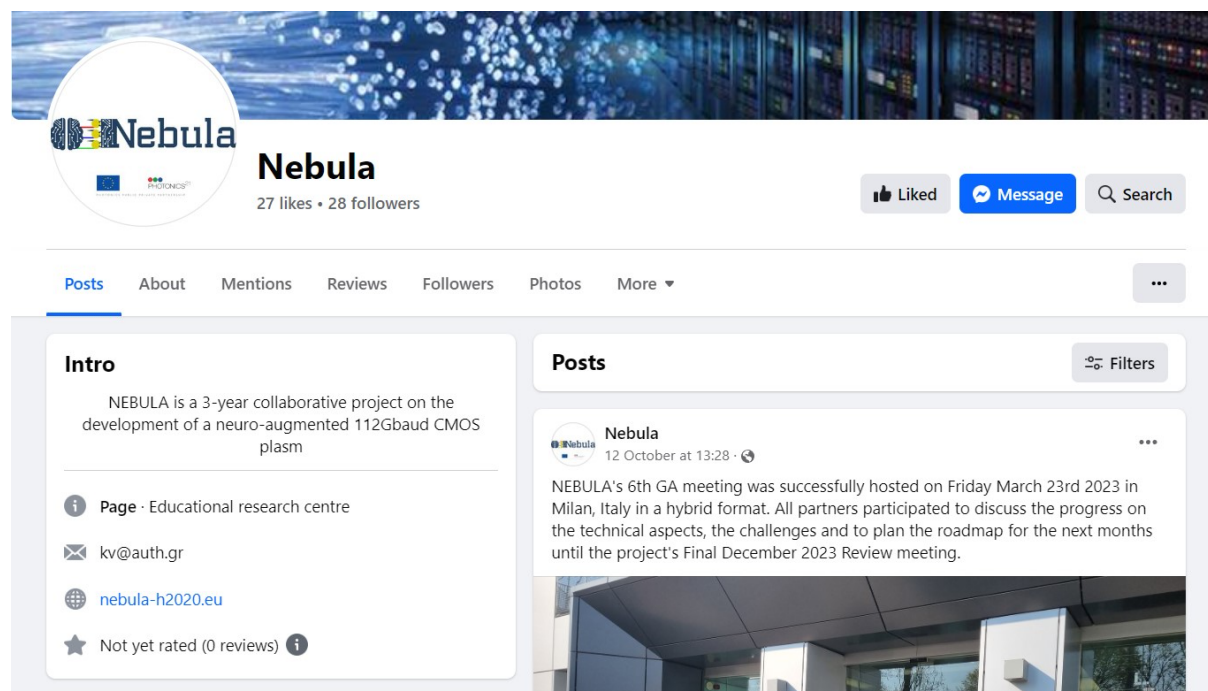 Nebula
PHOTONICS
Nebula
27 likes • 28 followers
Liked
Message
Search
Posts
About
Mentions
Reviews
Followers
Photos
More
Intro
NEBULA is a 3-year collaborative project on the
development of a neuro-augmented 112Gbaud CMOS
plasm
Page · Educational research centre
kv@auth.gr
nebula-h2020.eu
Not yet rated (0 reviews)
Posts
Filters
Nebula
Nebula
12 October at 13:28 ·
NEBULA's 6th GA meeting was successfully hosted on Friday March 23rd 2023 in
Milan, Italy in a hybrid format. All partners participated to discuss the progress on
the technical aspects, the challenges and to plan the roadmap for the next months
until the project's Final December 2023 Review meeting.